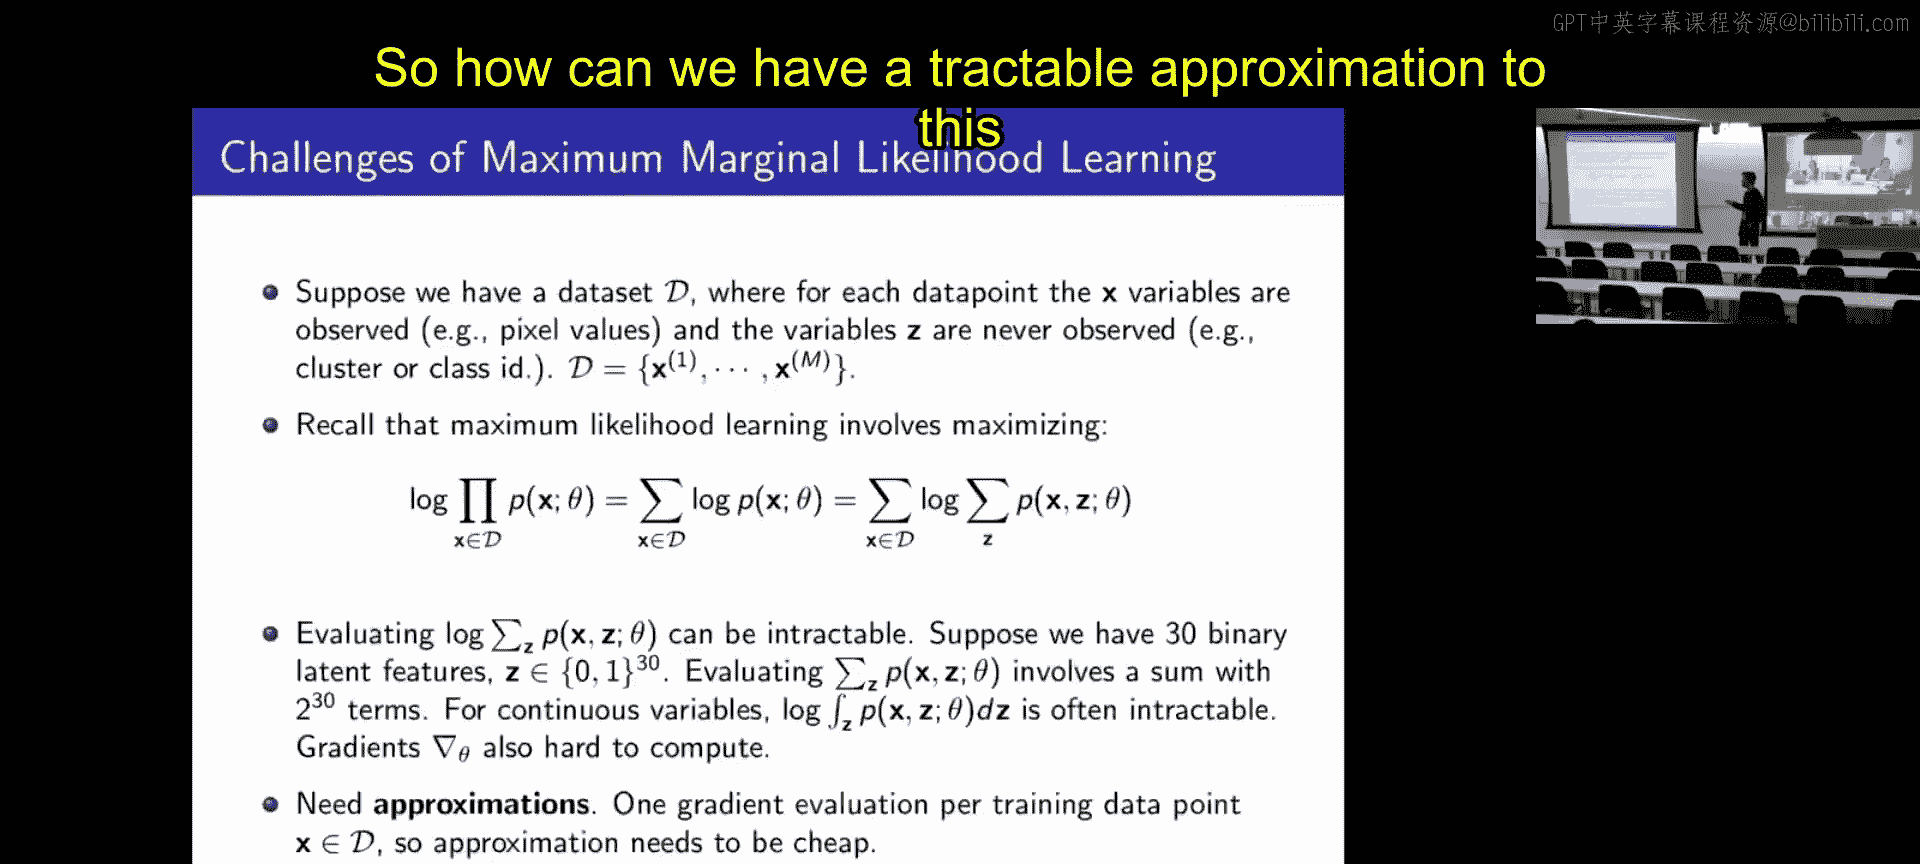 GPT中英字幕课程资源@bilibili.com
So how can we have a tractable approximation to
this
Challenges of Maximum Marginal Likelihood Learning
Suppose we have a dataset 𝒟, where for each datapoint the x variables are
observed (e.g., pixel values) and the variables z are never observed (e.g.,
cluster or class id.). 𝒟 = {x⁽¹⁾, ⋯ , x⁽ᴹ⁾}.
Recall that maximum likelihood learning involves maximizing:
log ∏_{x∈𝒟} p(x; θ) = ∑_{x∈𝒟} log p(x; θ) = ∑_{x∈𝒟} log ∑_z p(x, z; θ)
Evaluating log ∑_z p(x, z; θ) can be intractable. Suppose we have 30 binary
latent features, z ∈ {0, 1}³⁰. Evaluating ∑_z p(x, z; θ) involves a sum with
2³⁰ terms. For continuous variables, log ∫_z p(x, z; θ)dz is often intractable.
Gradients ∇_θ also hard to compute.
Need approximations. One gradient evaluation per training data point
x ∈ 𝒟, so approximation needs to be cheap.